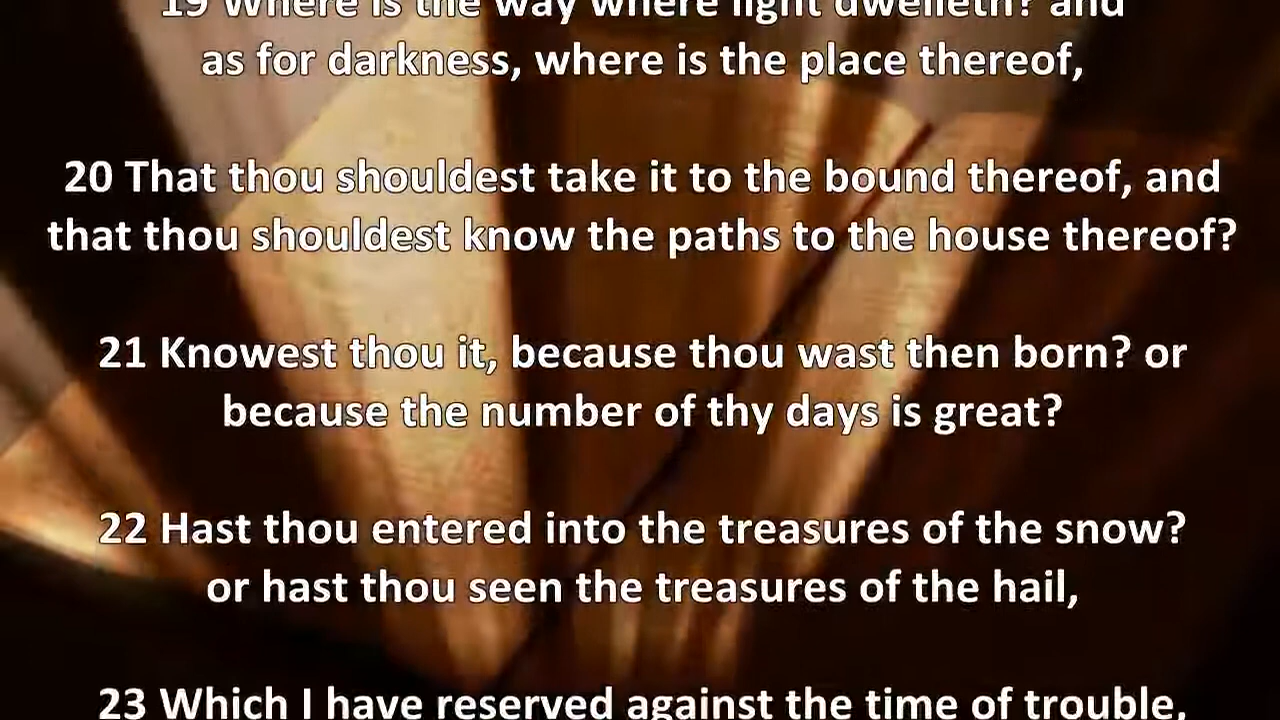 19 Where is the way where light dwelleth? and
as for darkness, where is the place thereof,
20 That thou shouldest take it to the bound thereof, and
that thou shouldest know the paths to the house thereof?
21 Knowest thou it, because thou wast then born? or
because the number of thy days is great?
22 Hast thou entered into the treasures of the snow?
or hast thou seen the treasures of the hail,
23 Which I have reserved against the time of trouble,